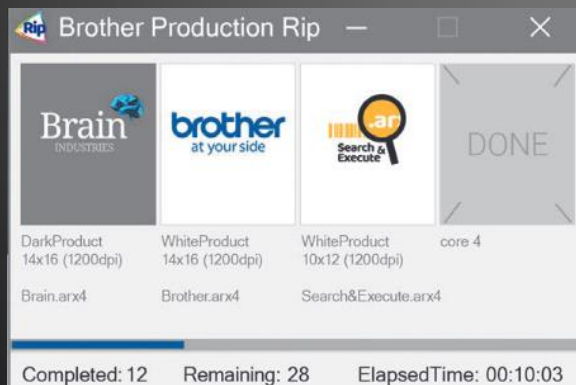 Rip Brother Production Rip
Brain
INDUSTRIES
brother
at your side
.ar
Search &
Execute
DONE
DarkProduct
14x16 (1200dpi)
Brain.arx4
WhiteProduct
14x16 (1200dpi)
Brother.arx4
WhiteProduct
10x12 (1200dpi)
Search&Execute.arx4
core 4
Completed: 12 Remaining: 28 ElapsedTime: 00:10:03